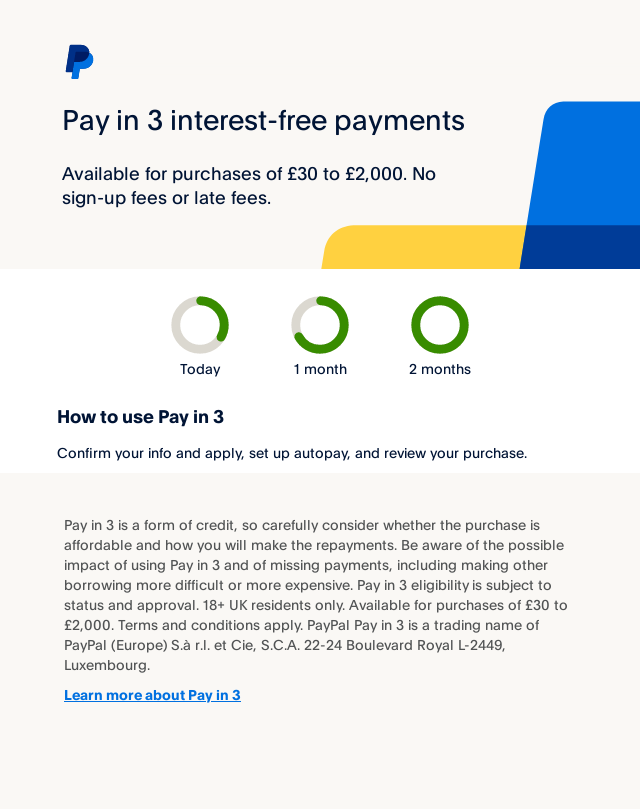 Pay in 3 interest-free payments
Available for purchases of £30 to £2,000. No
sign-up fees or late fees.
Today
1 month
2 months
How to use Pay in 3
Confirm your info and apply, set up autopay, and review your purchase.
Pay in 3 is a form of credit, so carefully consider whether the purchase is
affordable and how you will make the repayments. Be aware of the possible
impact of using Pay in 3 and of missing payments, including making other
borrowing more difficult or more expensive. Pay in 3 eligibility is subject to
status and approval. 18+ UK residents only. Available for purchases of £30 to
£2,000. Terms and conditions apply. PayPal Pay in 3 is a trading name of
PayPal (Europe) S.à r.l. et Cie, S.C.A. 22-24 Boulevard Royal L-2449,
Luxembourg.
Learn more about Pay in 3